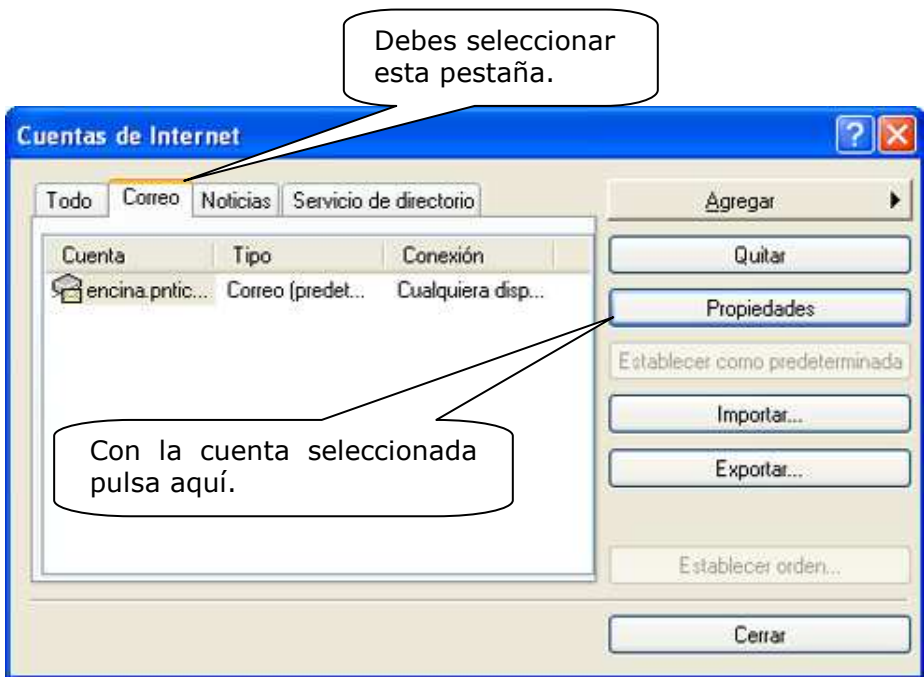 Debes seleccionar
esta pestaña.
Cuentas de Internet
Todo Correo Noticias Servicio de directorio
Cuenta Tipo Conexión
encina.pntic... Correo (predet... Cualquiera disp...
Con la cuenta seleccionada
pulsa aquí.
Agregar
Quitar
Propiedades
Establecer como predeterminada
Importar...
Exportar...
Establecer orden...
Cerrar